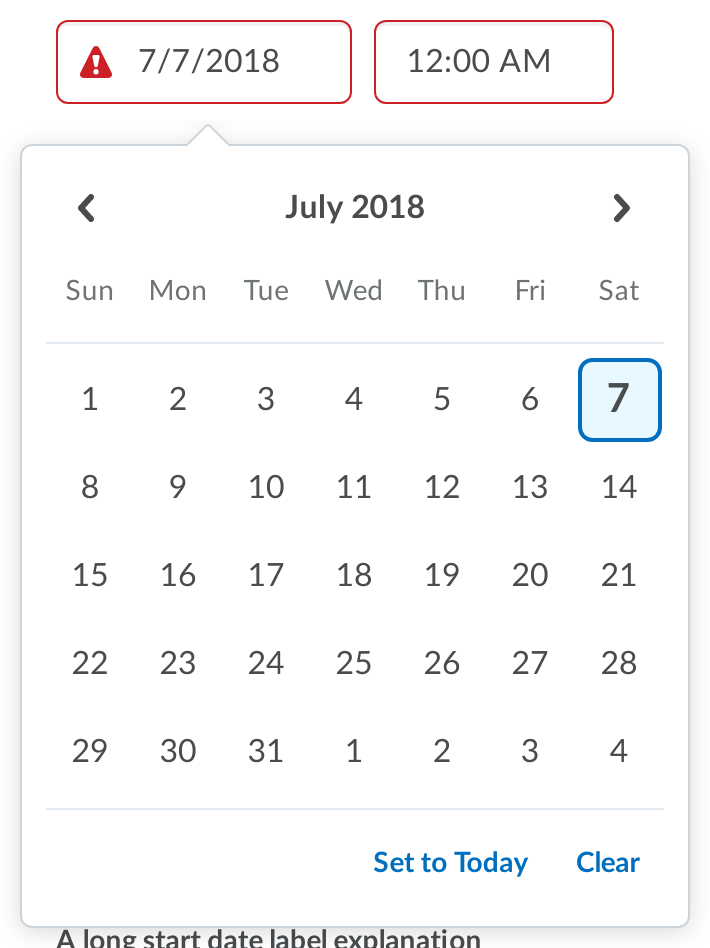 7/7/2018 12:00 AM
July 2018
Sun Mon Tue Wed Thu Fri Sat
1 2 3 4 5 6 7
8 9 10 11 12 13 14
15 16 17 18 19 20 21
22 23 24 25 26 27 28
29 30 31 1 2 3 4
Set to Today Clear
A long start date label explanation